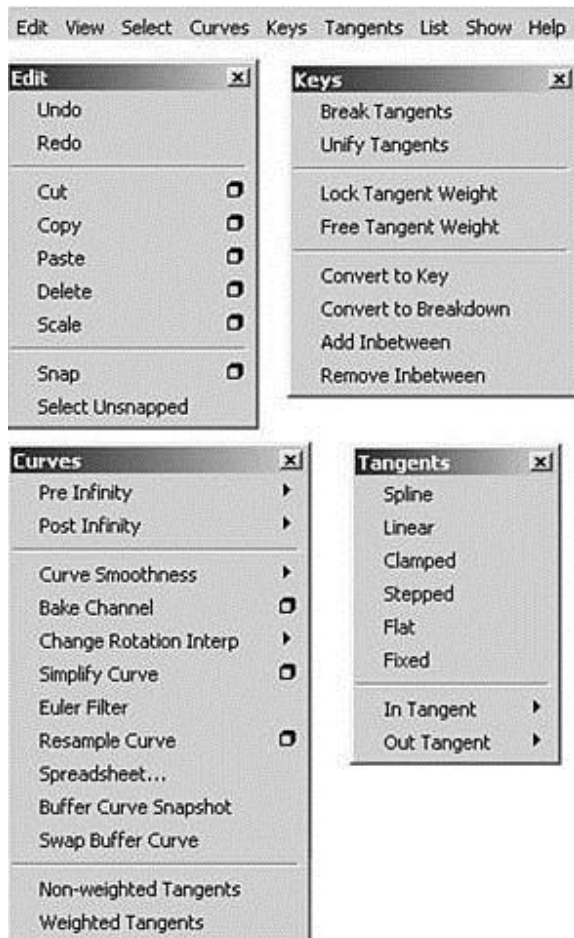 Edit View Select Curves Keys Tangents List Show Help
Edit
Undo
Redo
Cut
Copy
Paste
Delete
Scale
Snap
Select Unsnapped
Keys
Break Tangents
Unify Tangents
Lock Tangent Weight
Free Tangent Weight
Convert to Key
Convert to Breakdown
Add Inbetween
Remove Inbetween
Curves
Pre Infinity
Post Infinity
Curve Smoothness
Bake Channel
Change Rotation Interp
Simplify Curve
Euler Filter
Resample Curve
Spreadsheet...
Buffer Curve Snapshot
Swap Buffer Curve
Non-weighted Tangents
Weighted Tangents
Tangents
Spline
Linear
Clamped
Stepped
Flat
Fixed
In Tangent
Out Tangent